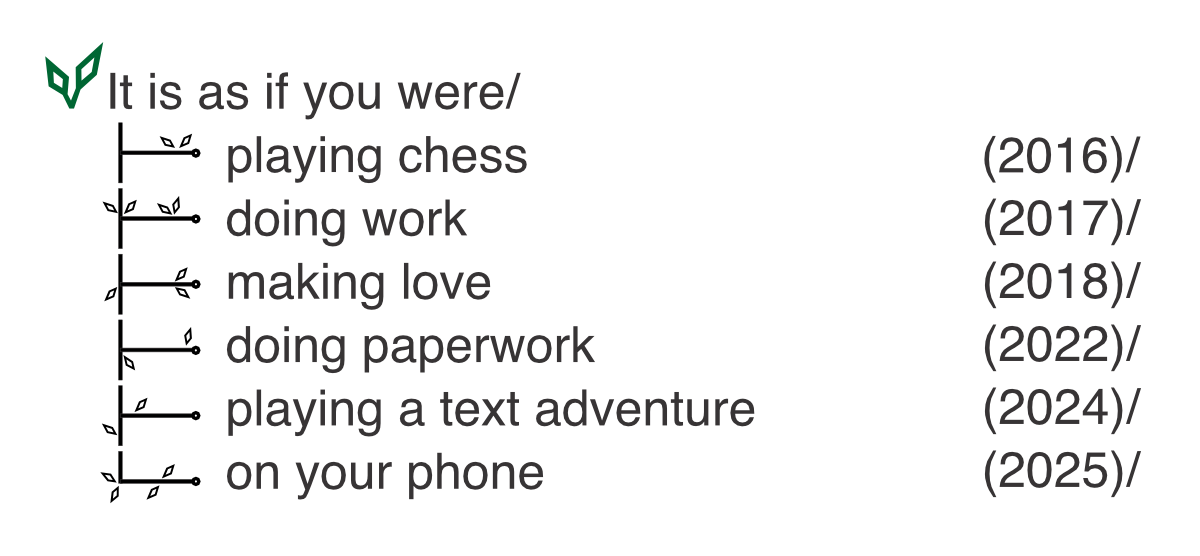 It is as if you were/
playing chess (2016)/
doing work (2017)/
making love (2018)/
doing paperwork (2022)/
playing a text adventure (2024)/
on your phone (2025)/